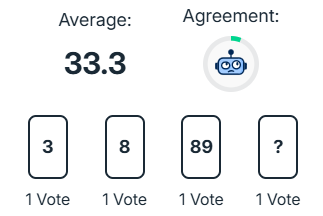 Average: Agreement:
33.3
3 8 89 ?
1 Vote 1 Vote 1 Vote 1 Vote